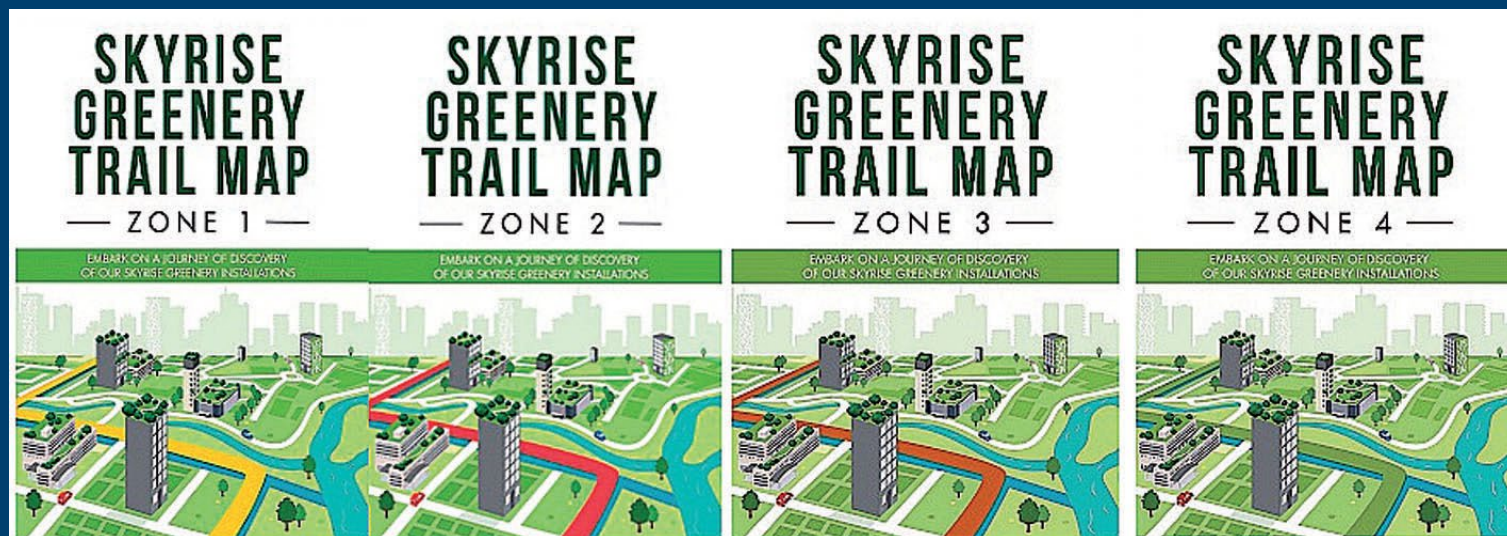 SKYRISE
GREENERY
TRAIL MAP
ZONE 1
EMBARK ON A JOURNEY OF DISCOVERY
OF OUR SKYRISE GREENERY INSTALLATIONS
SKYRISE
GREENERY
TRAIL MAP
ZONE 2
EMBARK ON A JOURNEY OF DISCOVERY
OF OUR SKYRISE GREENERY INSTALLATIONS
SKYRISE
GREENERY
TRAIL MAP
ZONE 3
EMBARK ON A JOURNEY OF DISCOVERY
OF OUR SKYRISE GREENERY INSTALLATIONS
SKYRISE
GREENERY
TRAIL MAP
ZONE 4
EMBARK ON A JOURNEY OF DISCOVERY
OF OUR SKYRISE GREENERY INSTALLATIONS